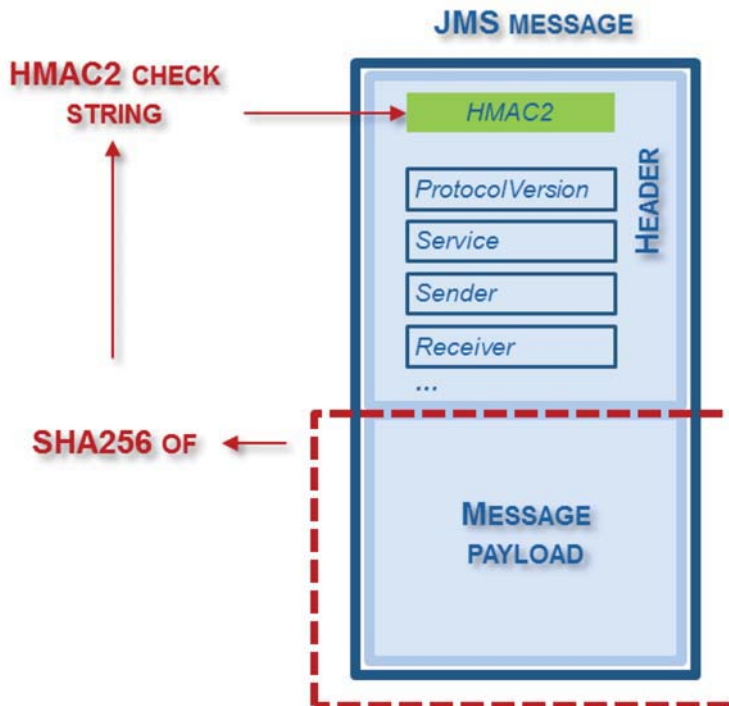 JMS MESSAGE
HMAC2 CHECK
STRING
HMAC2
HEADER
ProtocolVersion
Service
Sender
Receiver
...
SHA256 OF
MESSAGE
PAYLOAD